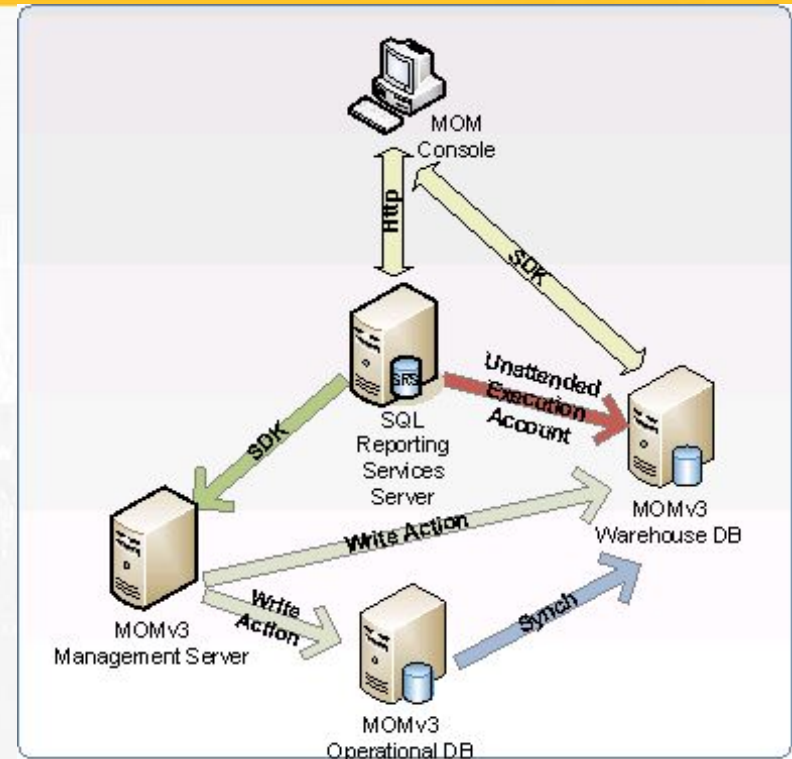 MOM
Console
Http
SDK
SRS
SQL
Reporting
Services
Server
Unattended
Execution
Account
MOMv3
Warehouse DB
SDK
Write Action
MOMv3
Management Server
Write
Action
Synch
MOMv3
Operational DB